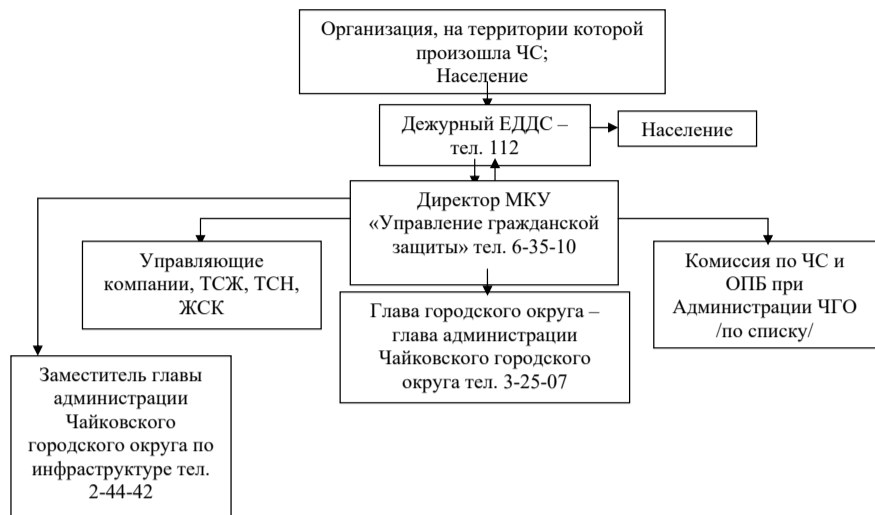 Организация, на территории которой
произошла ЧС;
Население
Дежурный ЕДДС –
тел. 112
Население
Директор МКУ
«Управление гражданской
защиты» тел. 6-35-10
Управляющие
компании, ТСЖ, ТСН,
ЖСК
Комиссия по ЧС и
ОПБ при
Администрации ЧГО
/по списку/
Глава городского округа –
глава администрации
Чайковского городского
округа тел. 3-25-07
Заместитель главы
администрации
Чайковского
городского округа по
инфраструктуре тел.
2-44-42